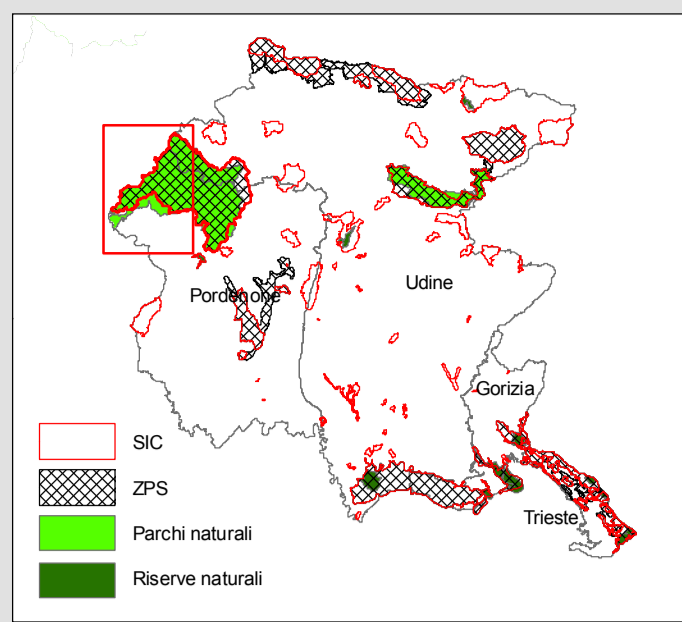 Pordenone
Udine
Gorizia
Trieste
SIC
ZPS
Parchi naturali
Riserve naturali